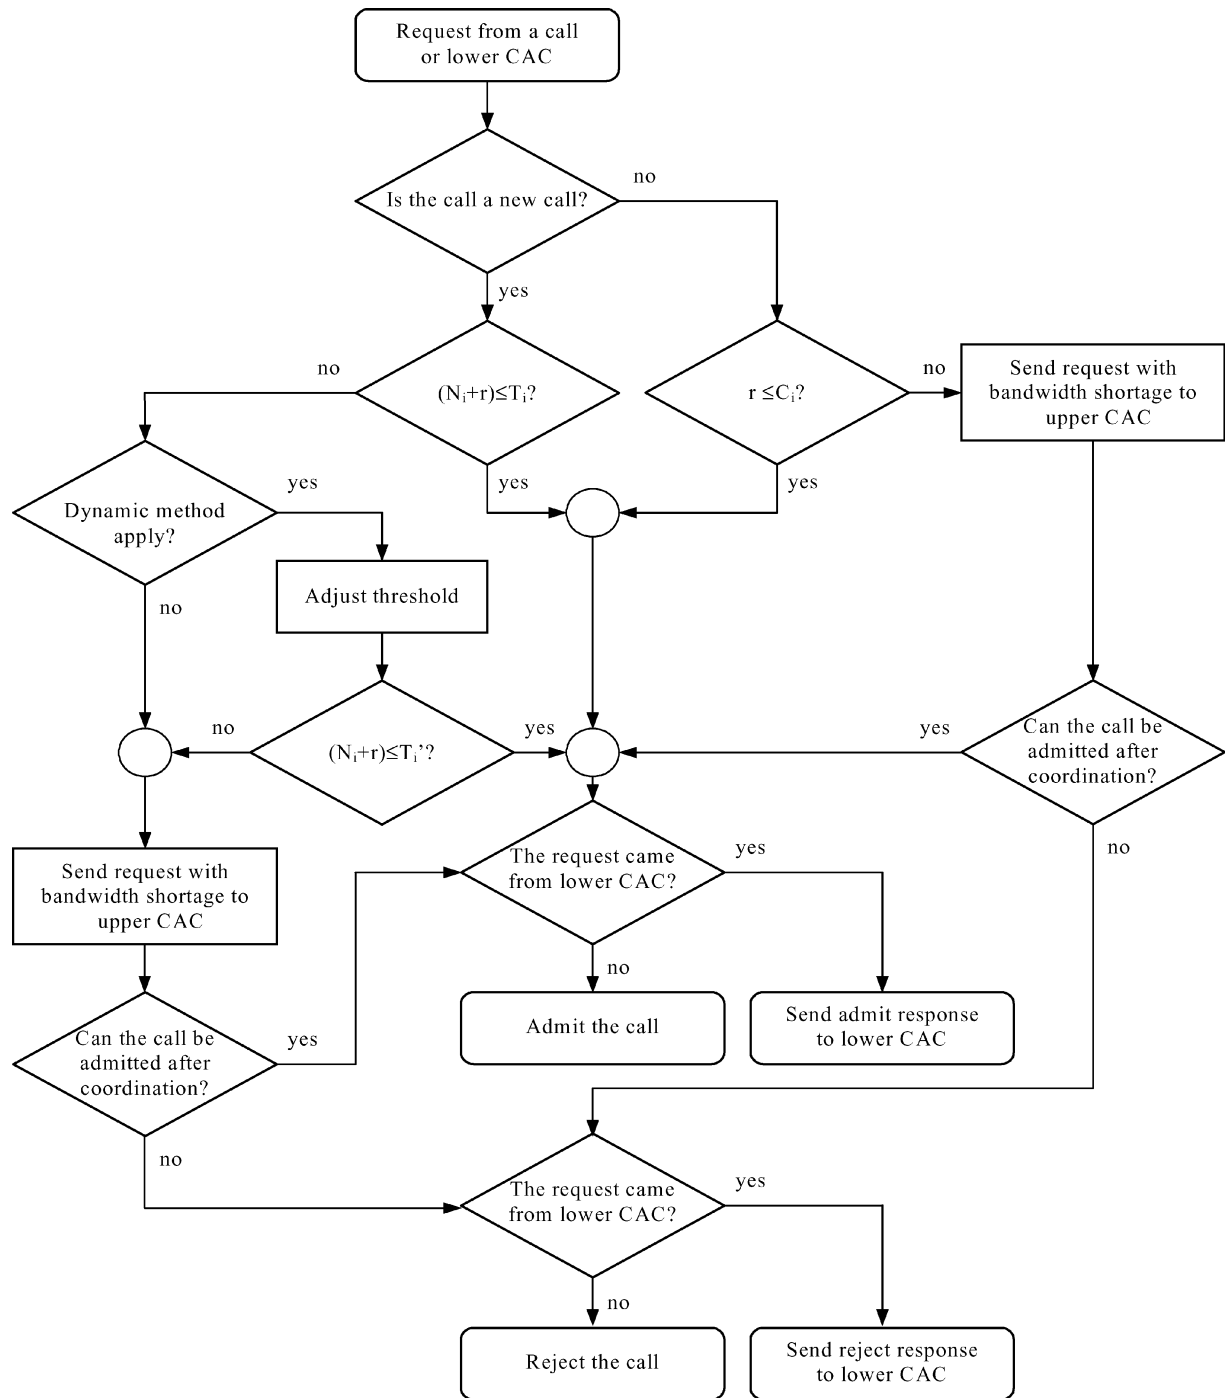 Request from a call
or lower CAC
Is the call a new call?
no
yes
(Nᵢ+r)≤Tᵢ?
no
yes
r ≤Cᵢ?
no
yes
Send request with
bandwidth shortage to
upper CAC
Dynamic method
apply?
yes
no
Adjust threshold
(Nᵢ+r)≤Tᵢ’?
no
yes
Can the call be
admitted after
coordination?
yes
no
Send request with
bandwidth shortage to
upper CAC
The request came
from lower CAC?
yes
no
Admit the call
Send admit response
to lower CAC
Can the call be
admitted after
coordination?
yes
no
The request came
from lower CAC?
yes
no
Reject the call
Send reject response
to lower CAC